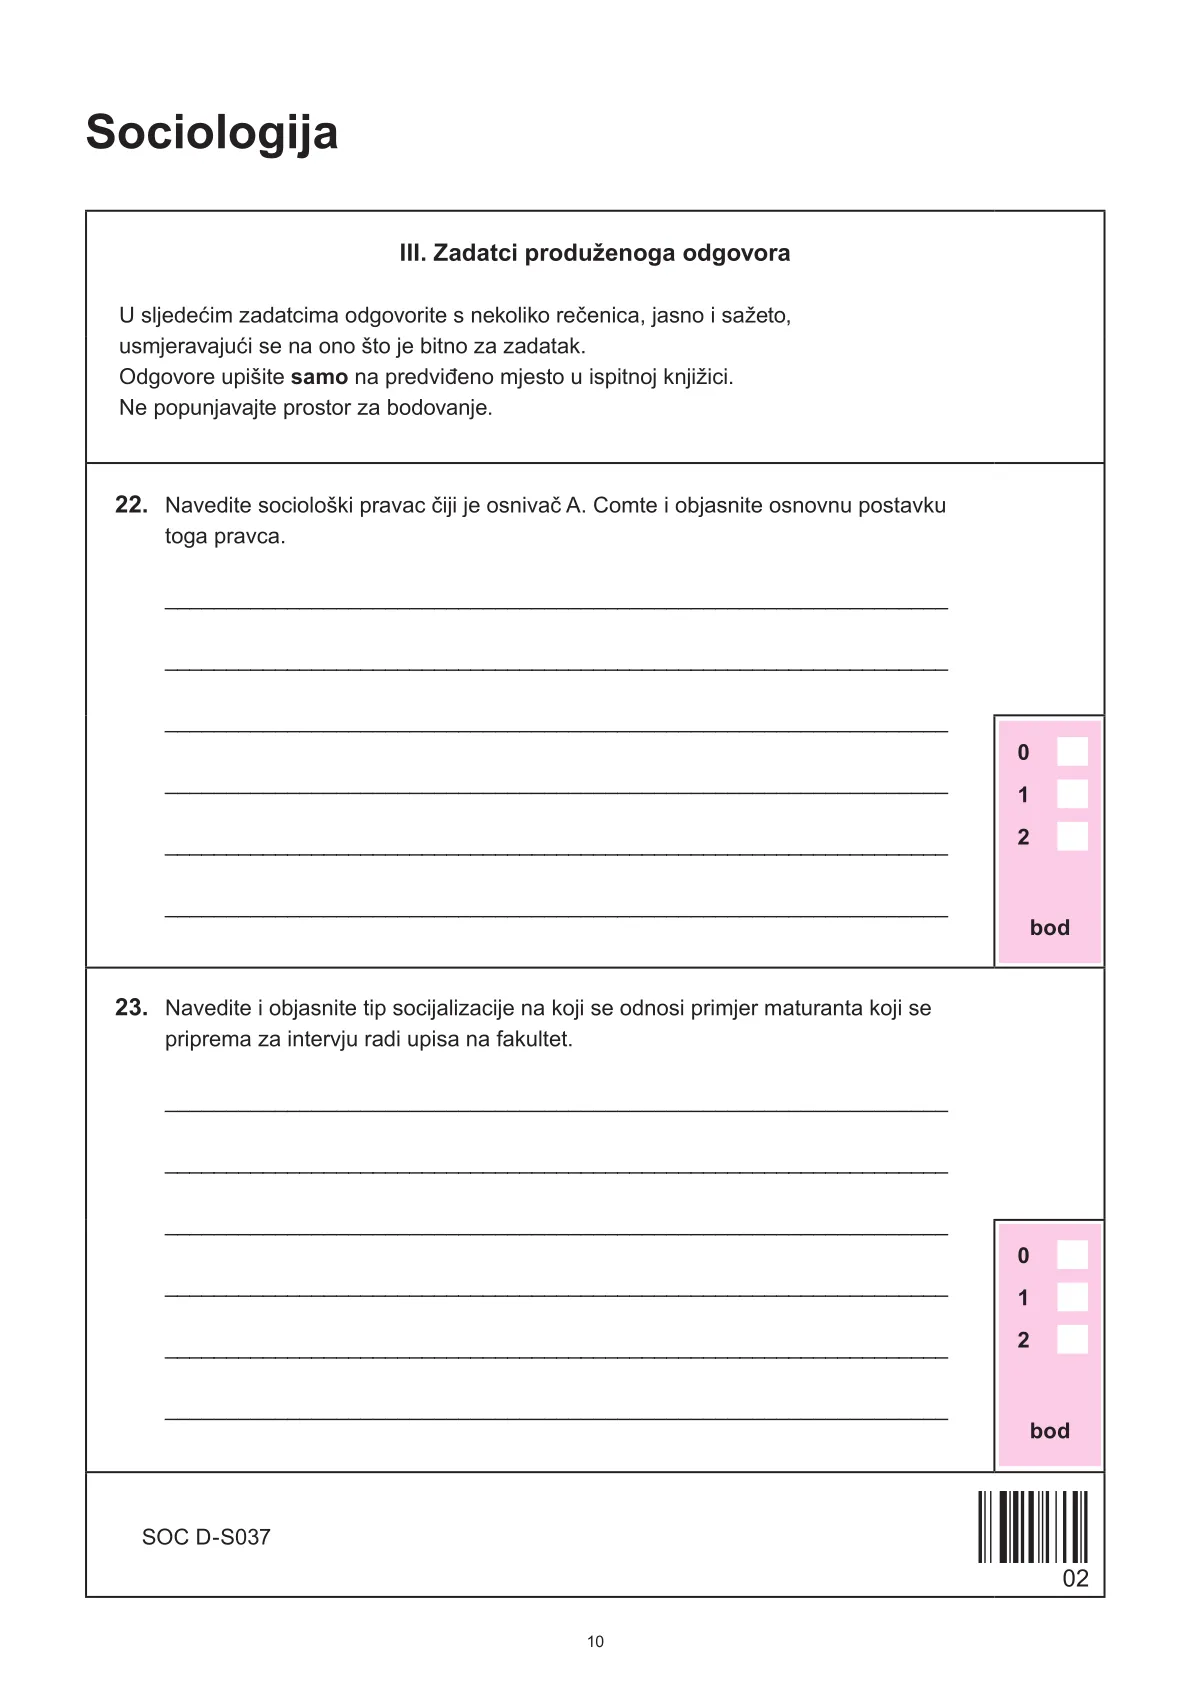 Sociologija
III. Zadatci produženoga odgovora
U sljedećim zadatcima odgovorite s nekoliko rečenica, jasno i sažeto,
usmjeravajući se na ono što je bitno za zadatak.
Odgovore upišite samo na predviđeno mjesto u ispitnoj knjižici.
Ne popunjavajte prostor za bodovanje.
22. Navedite sociološki pravac čiji je osnivač A. Comte i objasnite osnovnu postavku
toga pravca.
0
1
2
bod
23. Navedite i objasnite tip socijalizacije na koji se odnosi primjer maturanta koji se
priprema za intervju radi upisa na fakultet.
0
1
2
bod
SOC D-S037
02
10